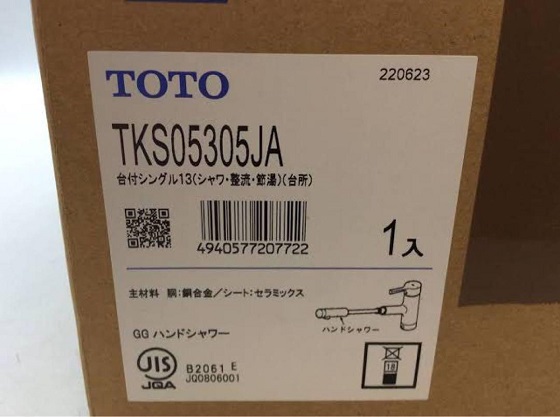 TOTO
220623
TKS05305JA
台付シングル13(シャワ・整流・節湯)(台所)
4940577207722
1入
主材料 胴:銅合金/シート:セラミックス
ハンドシャワー
GG ハンドシャワー
JIS
JQA
B2061 E
JQ0806001
18